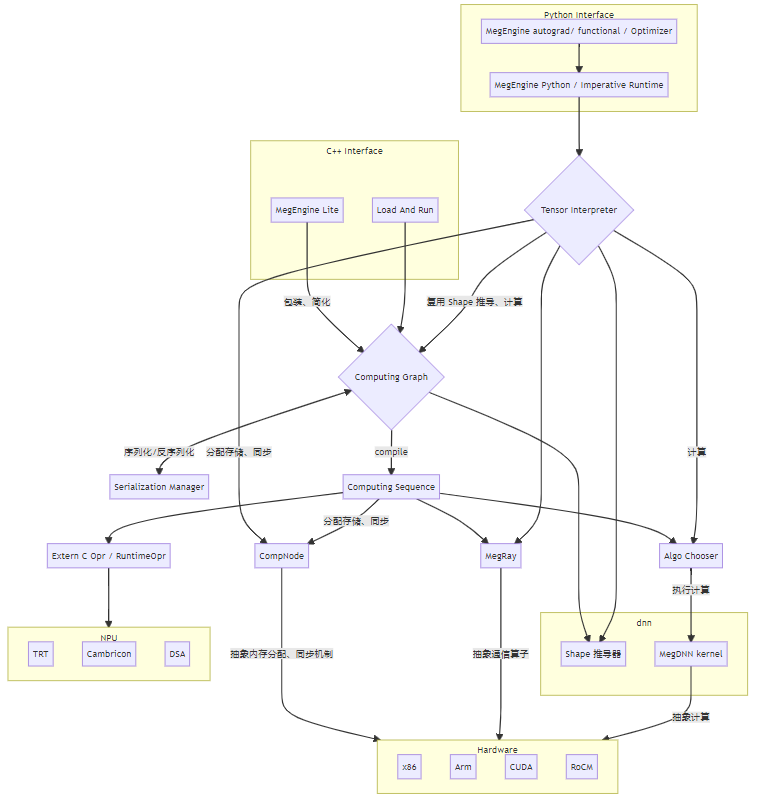 Python Interface
MegEngine autograd/ functional / Optimizer
MegEngine Python / Imperative Runtime
C++ Interface
MegEngine Lite
Load And Run
Tensor Interpreter
包装、简化
复用 Shape 推导、计算
Computing Graph
序列化/反序列化
分配存储、同步
compile
计算
Serialization Manager
Computing Sequence
分配存储、同步
Extern C Opr / RuntimeOpr
CompNode
MegRay
Algo Chooser
执行计算
dnn
NPU
TRT
Cambricon
DSA
抽象内存分配、同步机制
抽象通信算子
Shape 推导器
MegDNN kernel
抽象计算
Hardware
x86
Arm
CUDA
RoCM